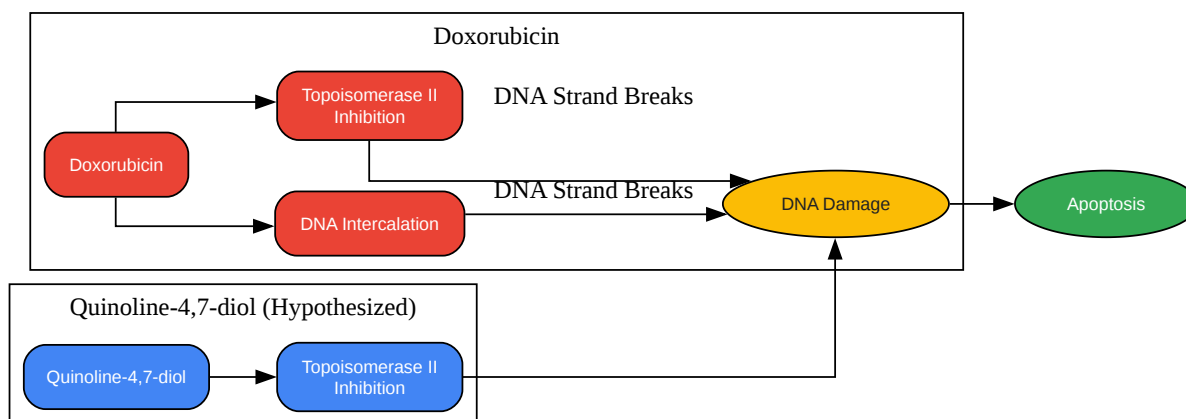 Doxorubicin
Topoisomerase II
Inhibition
DNA Strand Breaks
Doxorubicin
DNA Strand Breaks
DNA Intercalation
DNA Damage
Apoptosis
Quinoline-4,7-diol (Hypothesized)
Quinoline-4,7-diol
Topoisomerase II
Inhibition